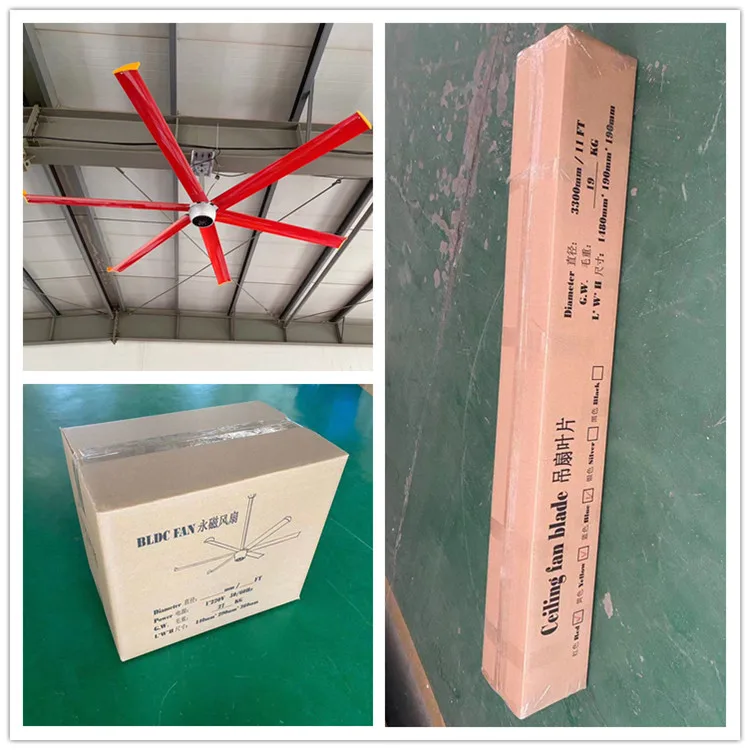 BLDC FAN 永磁风扇
Diameter 直径: mm/ FT
Power 电源: 1*220V 50/60Hz
G.W. 毛重: KG
L*W*H 尺寸:
Ceiling fan blade 吊扇叶片
红色 Red 黄色 Yellow 蓝色 Blue 银色 Silver 黑色 Black
Diameter 直径: 3300mm / 11 FT
G.W. 毛重: 19 KG
L*W*H 尺寸: 1480mm*190mm*190mm